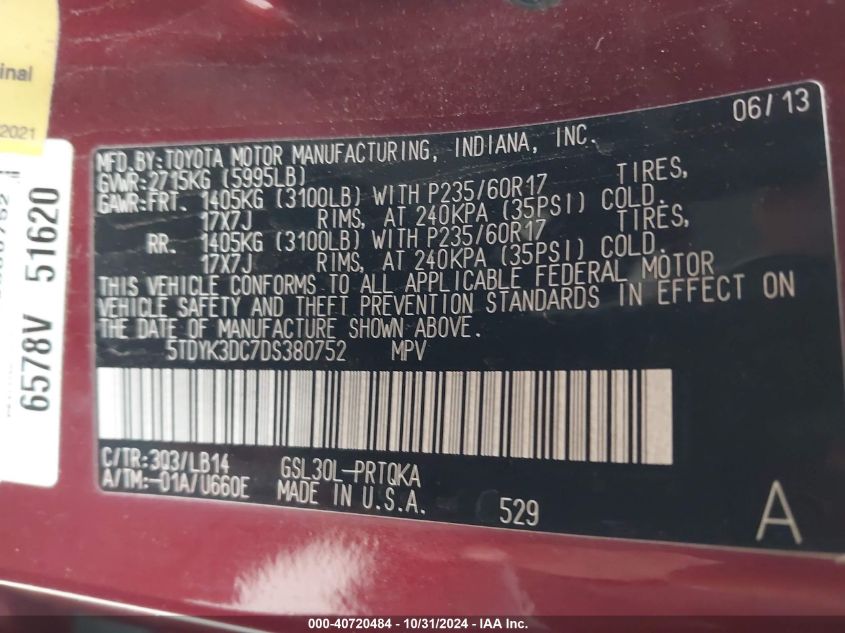 inal
2021
51620
6578V
06/13
MFD. BY: TOYOTA MOTOR MANUFACTURING, INDIANA, INC.
GVWR: 2715KG (5995LB)
GAWR: FRT. 1405KG (3100LB) WITH P235/60R17 TIRES,
17X7J RIMS, AT 240KPA (35PSI) COLD.
RR. 1405KG (3100LB) WITH P235/60R17 TIRES,
17X7J RIMS, AT 240KPA (35PSI) COLD.
THIS VEHICLE CONFORMS TO ALL APPLICABLE FEDERAL MOTOR
VEHICLE SAFETY AND THEFT PREVENTION STANDARDS IN EFFECT ON
THE DATE OF MANUFACTURE SHOWN ABOVE.
5TDYK3DC7DS380752 MPV
C/TR: 3Q3/LB14 GSL30L-PRTQKA
A/TM: -01A/U660E MADE IN U.S.A.
529
A
000-40720484 - 10/31/2024 - IAA Inc.